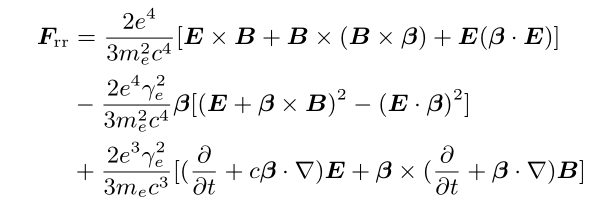 F_rr = \frac{2e^4}{3m_e^2c^4}[E × B + B × (B × β) + E(β · E)]
− \frac{2e^4γ_e^2}{3m_e^2c^4}β[(E + β × B)^2 − (E · β)^2]
+ \frac{2e^3γ_e^2}{3m_ec^3}[(\frac{∂}{∂t} + cβ · ∇)E + β × (\frac{∂}{∂t} + β · ∇)B]